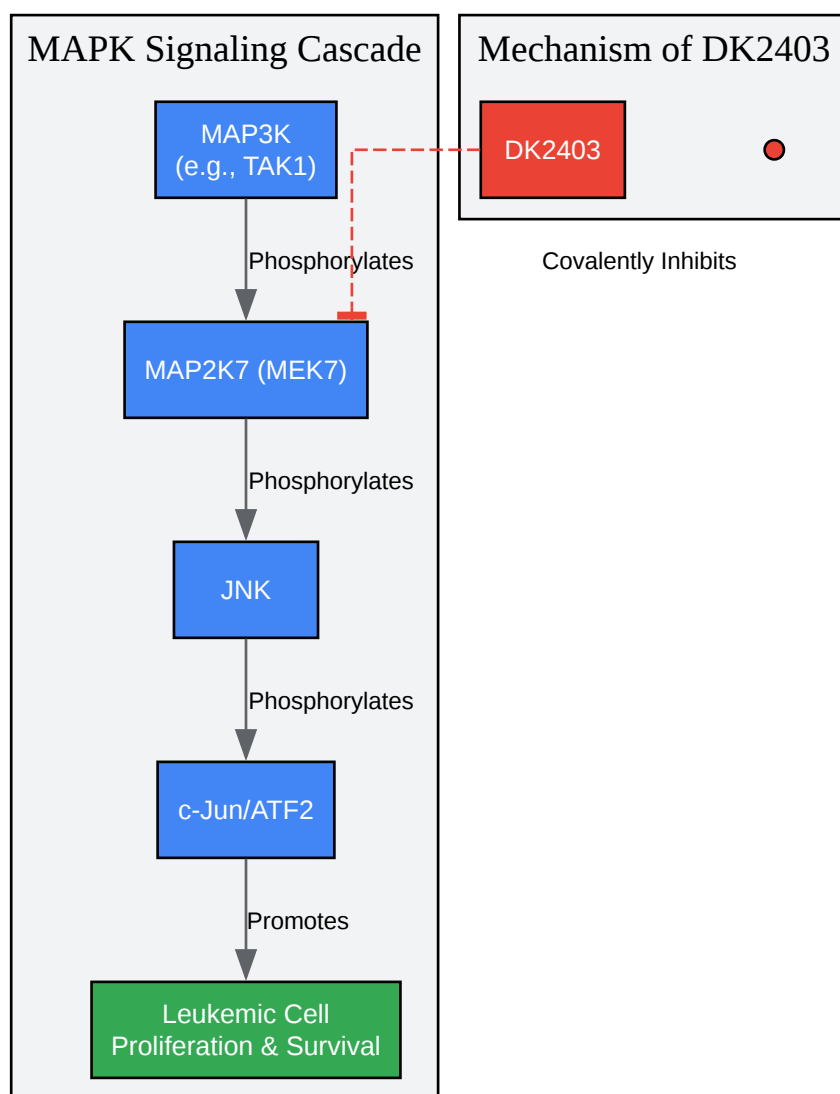 MAPK Signaling Cascade
MAP3K
(e.g., TAK1)
Phosphorylates
MAP2K7 (MEK7)
Phosphorylates
JNK
Phosphorylates
c-Jun/ATF2
Promotes
Leukemic Cell
Proliferation & Survival
Mechanism of DK2403
DK2403
Covalently Inhibits